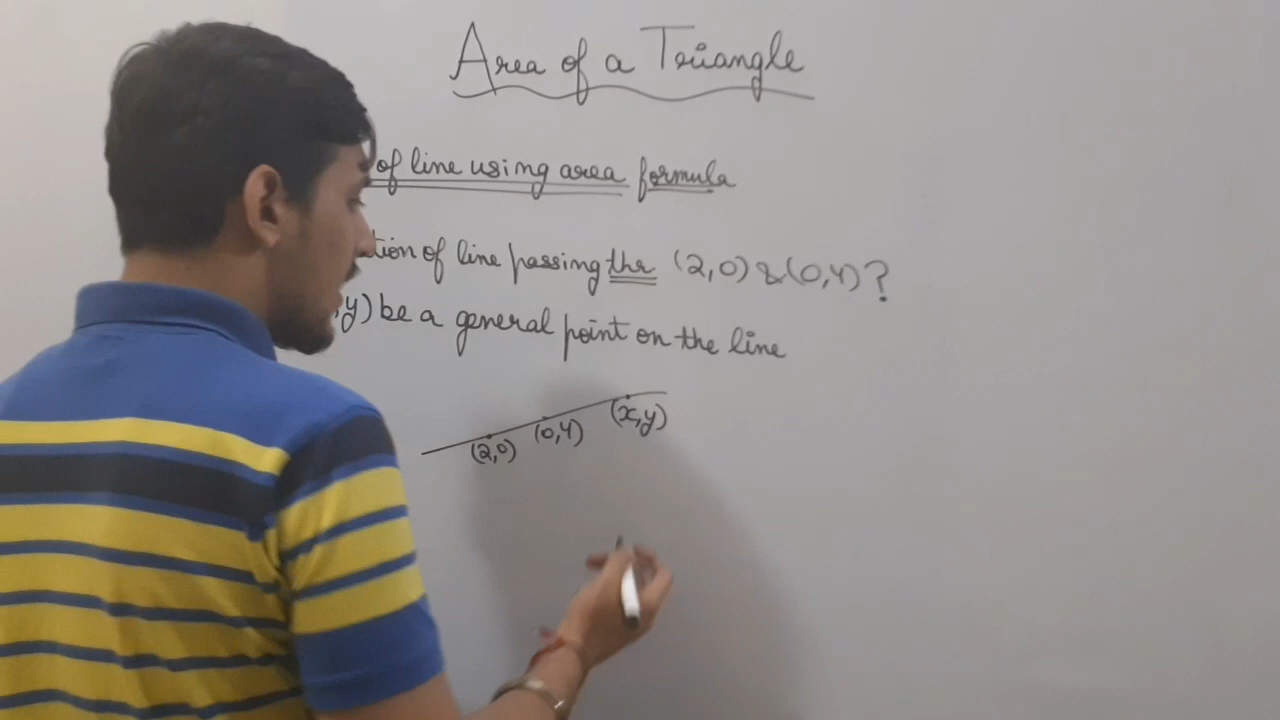 Area of a Triangle
of line using area formula
tion of line passing thr (2,0) & (0,4) ?
,y) be a general point on the line
(2,0) (0,4) (x,y)